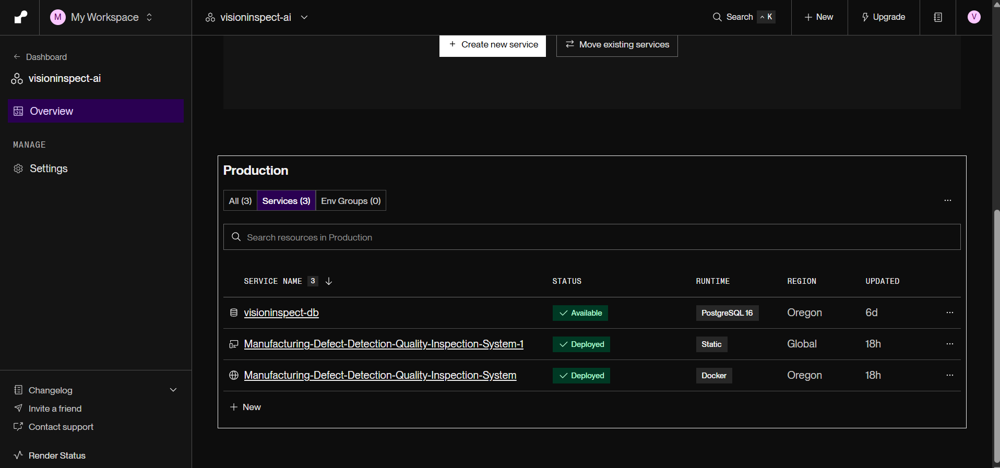 M My Workspace
visioninspect-ai
Search ^ K
New
Upgrade
V
Dashboard
visioninspect-ai
Overview
MANAGE
Settings
Changelog
Invite a friend
Contact support
Render Status
+ Create new service
Move existing services
Production
All (3) Services (3) Env Groups (0)
...
Search resources in Production
SERVICE NAME 3 STATUS RUNTIME REGION UPDATED
visioninspect-db Available PostgreSQL 16 Oregon 6d ...
Manufacturing-Defect-Detection-Quality-Inspection-System-1 Deployed Static Global 18h ...
Manufacturing-Defect-Detection-Quality-Inspection-System Deployed Docker Oregon 18h ...
+ New